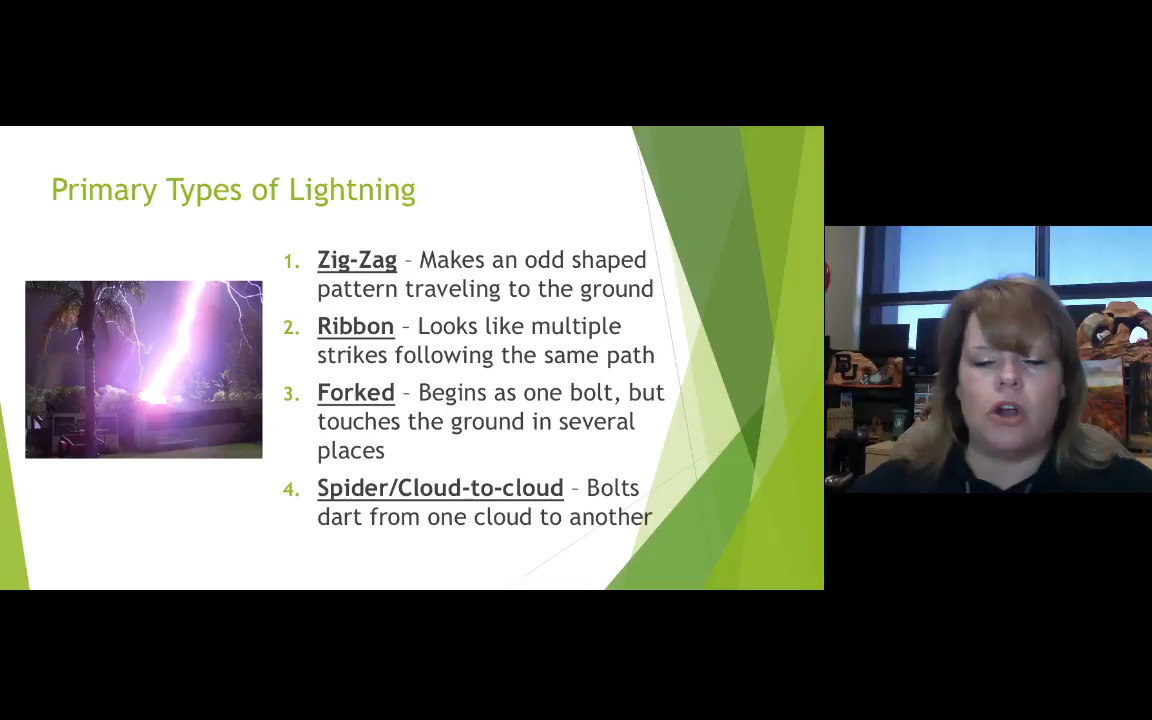 Primary Types of Lightning
1. Zig-Zag – Makes an odd shaped
pattern traveling to the ground
2. Ribbon – Looks like multiple
strikes following the same path
3. Forked – Begins as one bolt, but
touches the ground in several
places
4. Spider/Cloud-to-cloud – Bolts
dart from one cloud to another